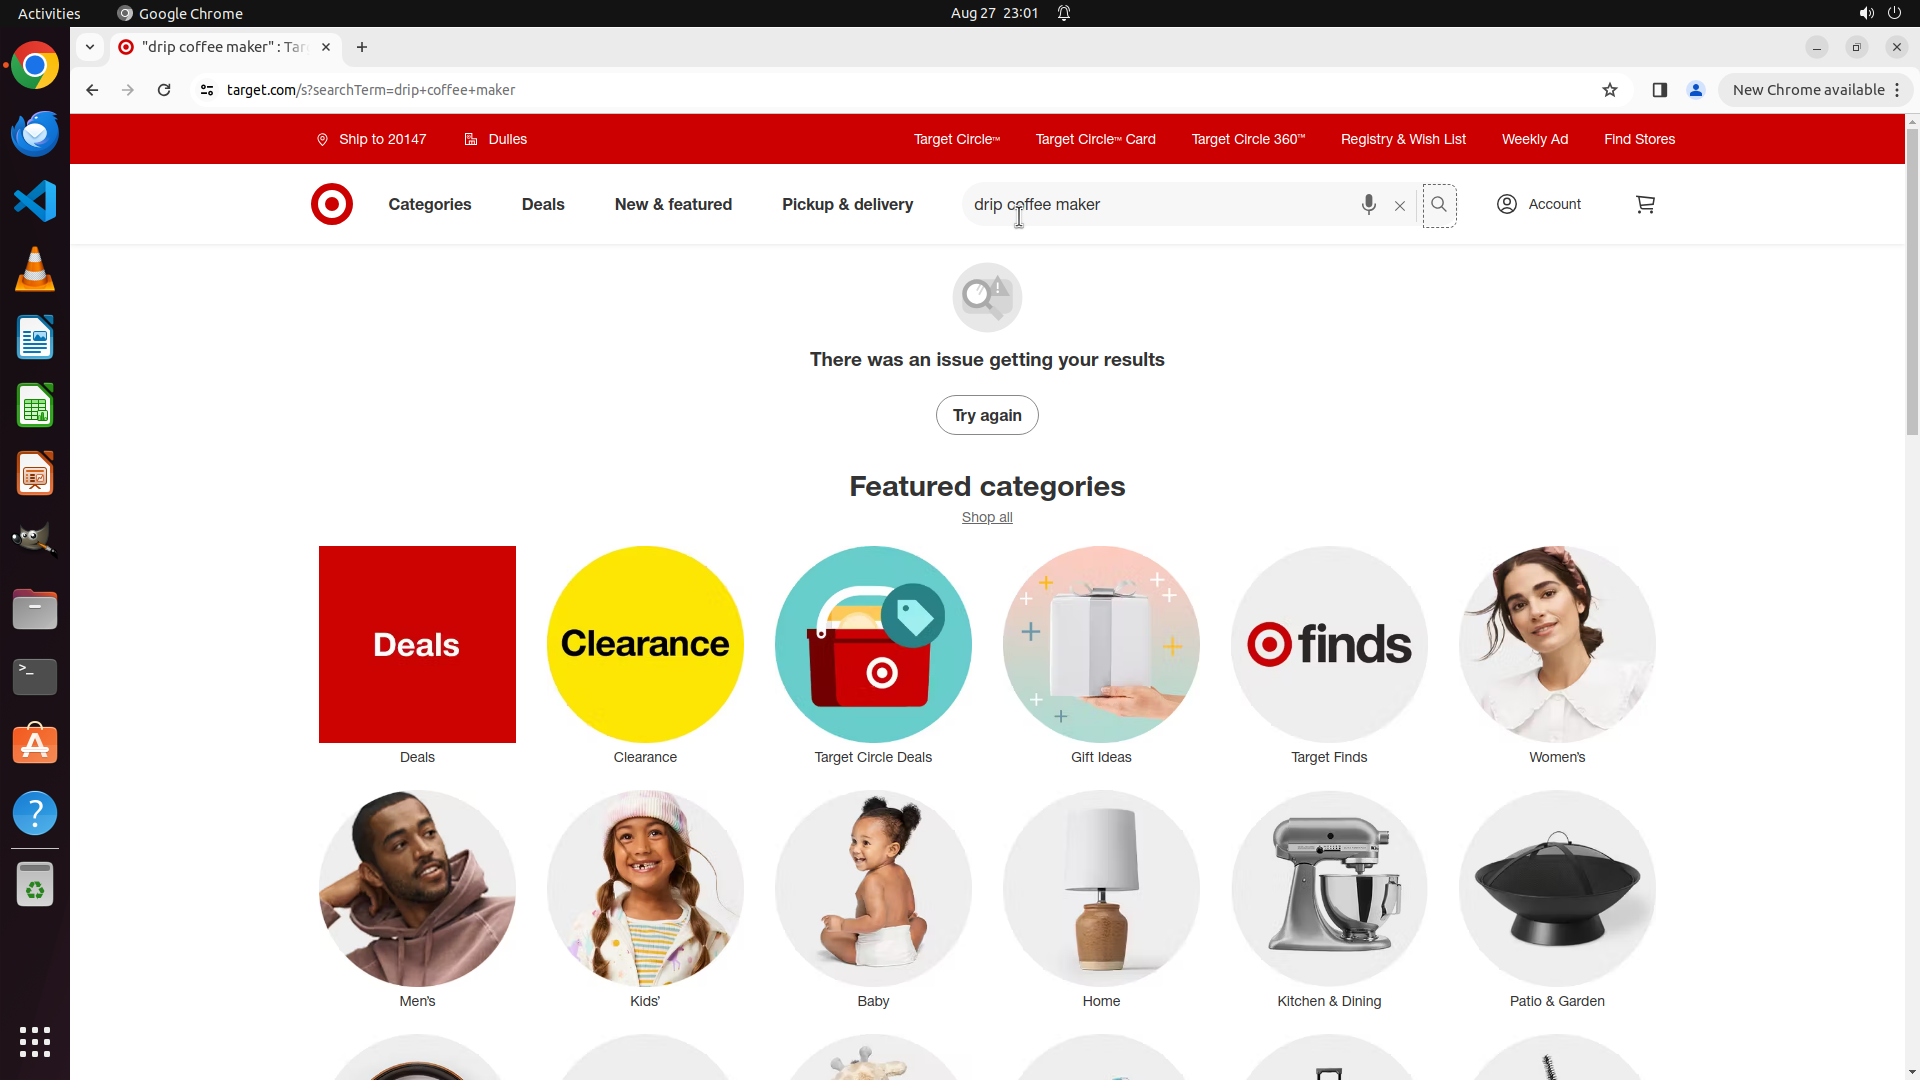 Activities
Google Chrome
Aug 27 23:01
"drip coffee maker" : Tar
target.com/s?searchTerm=drip+coffee+maker
New Chrome available
Ship to 20147
Dulles
Target Circle™
Target Circle™ Card
Target Circle 360™
Registry & Wish List
Weekly Ad
Find Stores
Categories
Deals
New & featured
Pickup & delivery
drip coffee maker
Account
There was an issue getting your results
Try again
Featured categories
Shop all
Deals
Clearance
finds
Deals
Clearance
Target Circle Deals
Gift Ideas
Target Finds
Women's
Men's
Kids'
Baby
Home
Kitchen & Dining
Patio & Garden